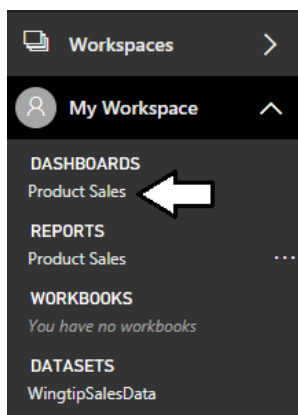 Workspaces
My Workspace
DASHBOARDS
Product Sales
REPORTS
Product Sales
WORKBOOKS
You have no workbooks
DATASETS
WingtipSalesData